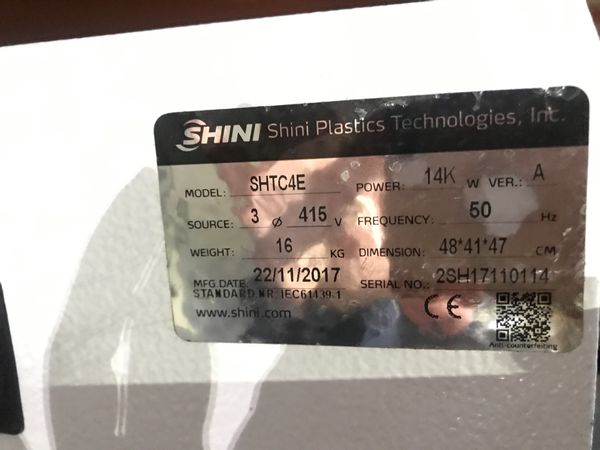 SHINI Shini Plastics Technologies, Inc.
MODEL: SHTC4E POWER: 14K W VER.: A
SOURCE: 3 Ø 415 V FREQUENCY: 50 Hz
WEIGHT: 16 KG DIMENSION: 48*41*47 CM
MFG.DATE: 22/11/2017 SERIAL NO.: 2SH17110114
STANDARD NR: IEC61439-1
www.shini.com CE
Anti-counterfeiting